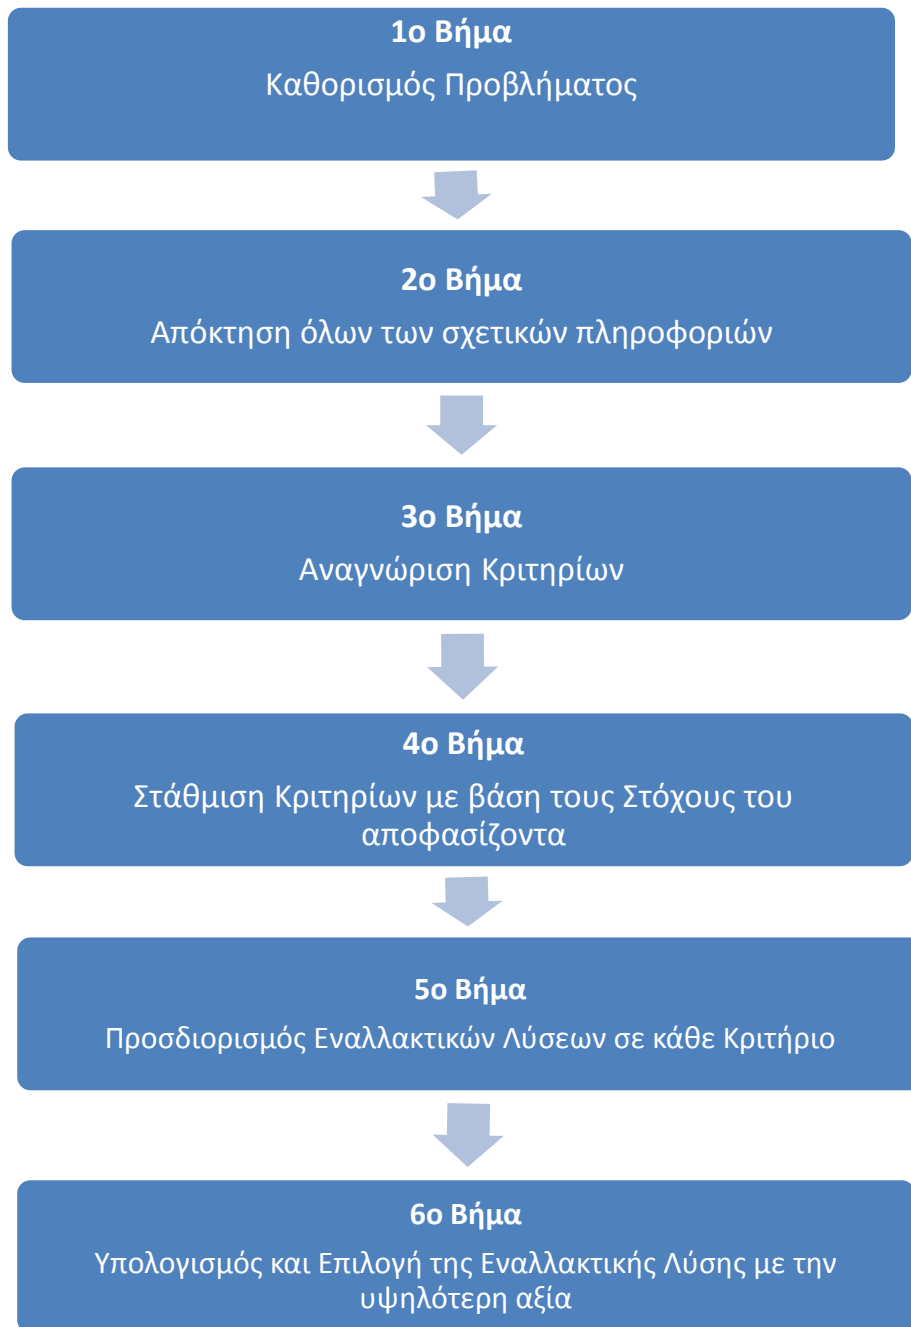 1ο Βήμα
Καθορισμός Προβλήματος
2ο Βήμα
Απόκτηση όλων των σχετικών πληροφοριών
3ο Βήμα
Αναγνώριση Κριτηρίων
4ο Βήμα
Στάθμιση Κριτηρίων με βάση τους Στόχους του
αποφασίζοντα
5ο Βήμα
Προσδιορισμός Εναλλακτικών Λύσεων σε κάθε Κριτήριο
6ο Βήμα
Υπολογισμός και Επιλογή της Εναλλακτικής Λύσης με την
υψηλότερη αξία